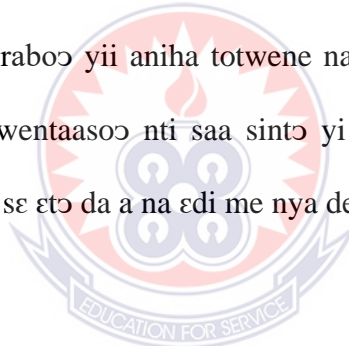 raboɔ yii aniha totwene na
wentaasoɔ nti saa sintɔ yi
sɛ ɛtɔ da a na ɛdi me nya de
EDUCATION FOR SERVICE